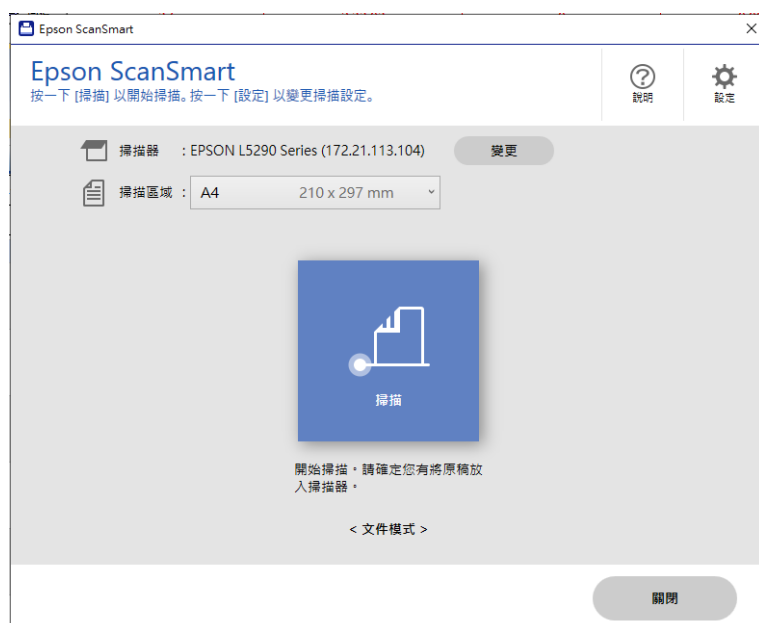 Epson ScanSmart
Epson ScanSmart
按一下 [掃描] 以開始掃描。按一下 [設定] 以變更掃描設定。
說明
設定
掃描器 : EPSON L5290 Series (172.21.113.104)
變更
掃描區域 : A4 210 x 297 mm
掃描
開始掃描。請確定您有將原稿放
入掃描器。
< 文件模式 >
關閉